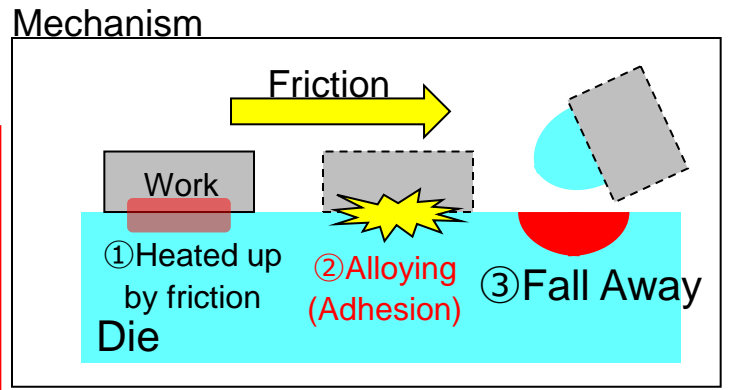 Mechanism
Friction
Work
①Heated up
by friction
②Alloying
(Adhesion)
③Fall Away
Die